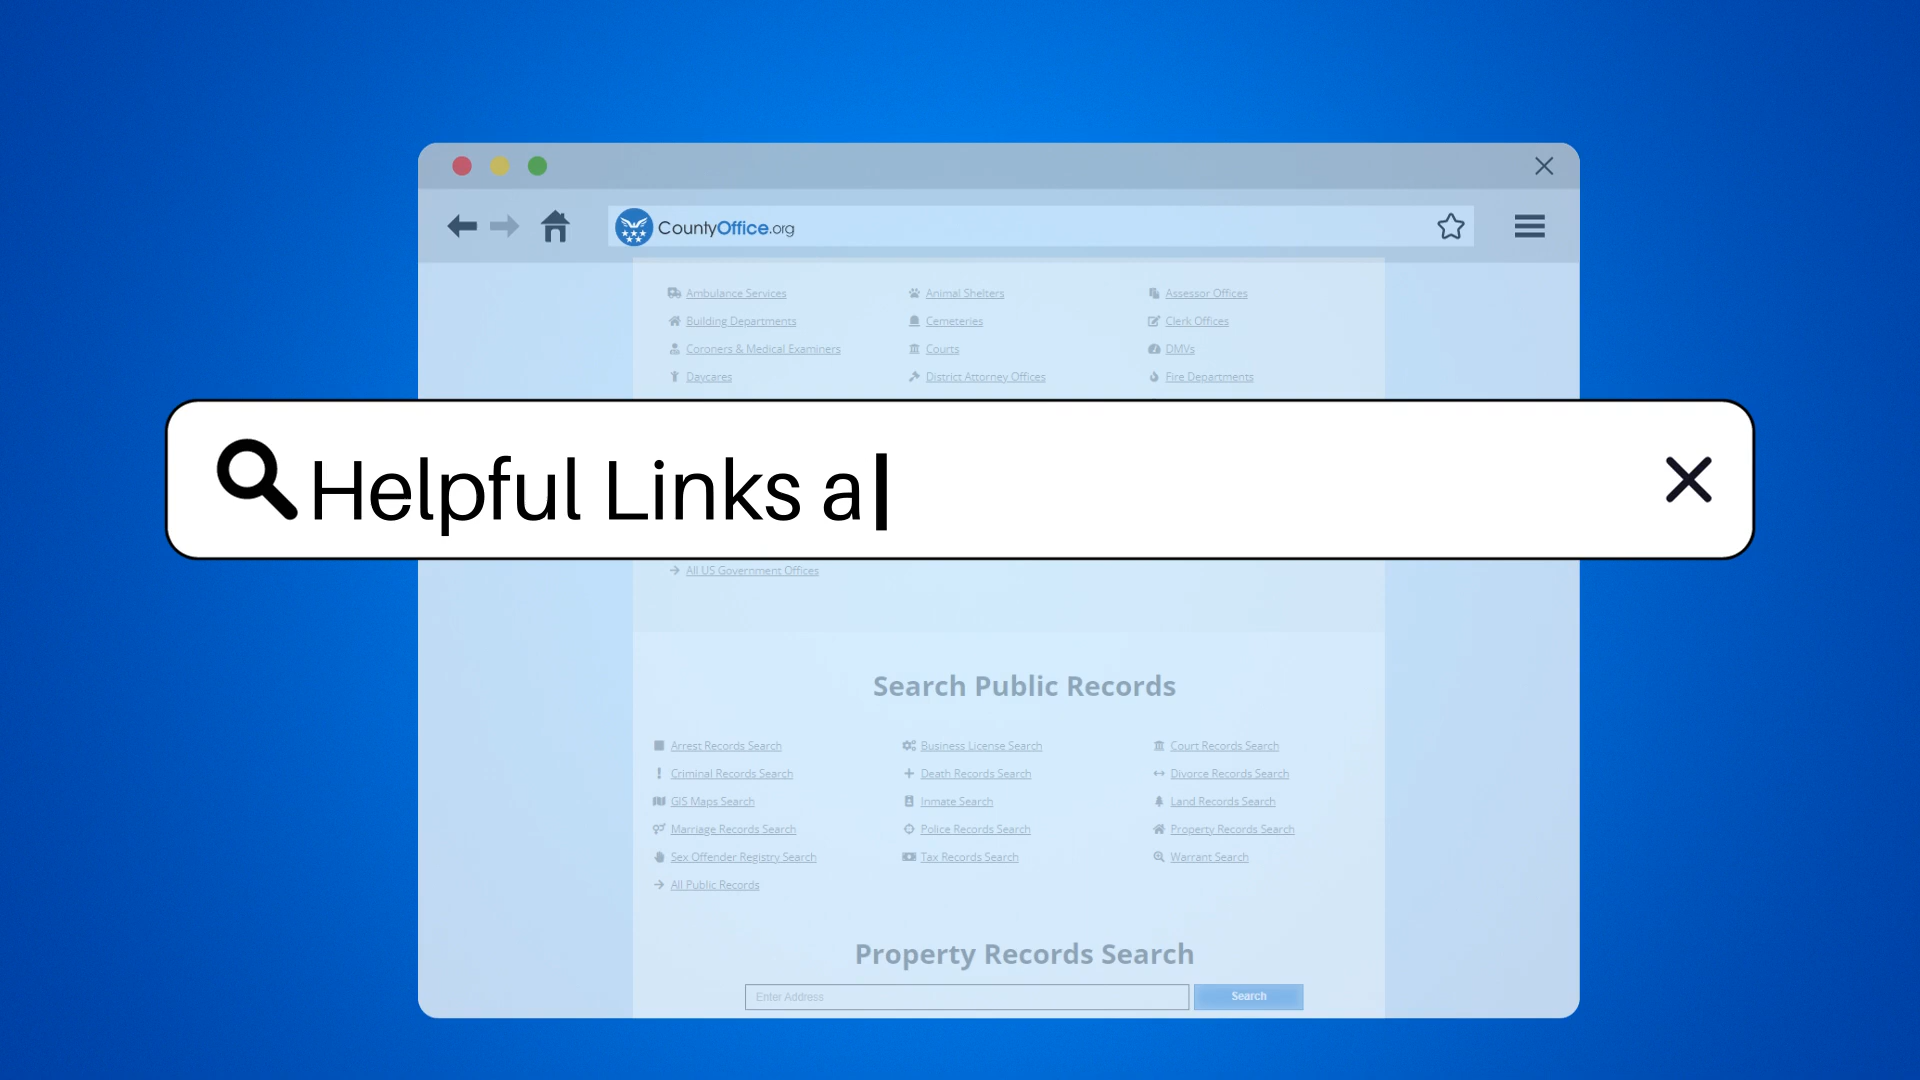 CountyOffice.org
Ambulance Services Animal Shelters Assessor Offices
Building Departments Cemeteries Clerk Offices
Coroners & Medical Examiners Courts DMVs
Daycares District Attorney Offices Fire Departments
Helpful Links a
All US Government Offices
Search Public Records
Arrest Records Search Business License Search Court Records Search
Criminal Records Search Death Records Search Divorce Records Search
GIS Maps Search Inmate Search Land Records Search
Marriage Records Search Police Records Search Property Records Search
Sex Offender Registry Search Tax Records Search Warrant Search
All Public Records
Property Records Search
Enter Address Search